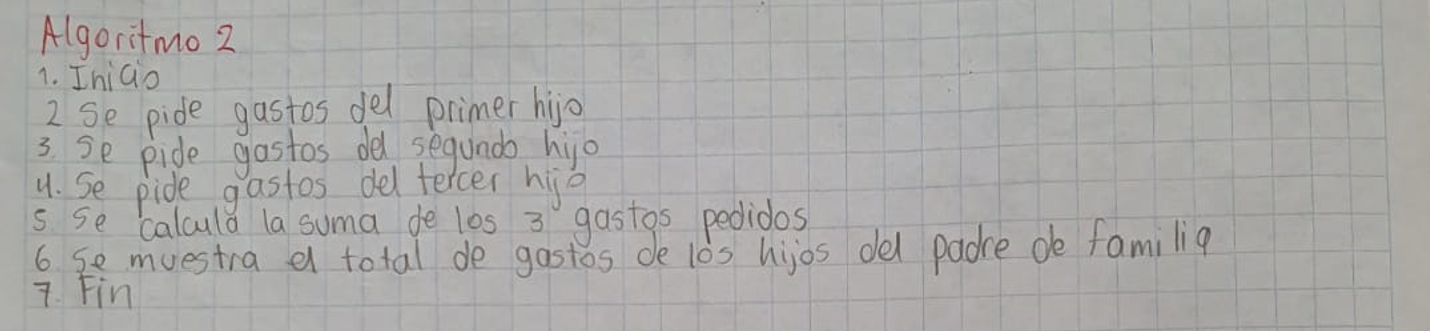 Algoritmo 2
1. Inicio
2 Se pide gastos del primer hijo
3. Se pide gastos del segundo hijo
4. Se pide gastos del tercer hijo
5 Se calcula la suma de los 3 gastos pedidos
6 Se muestra el total de gastos de los hijos del padre de familia
7. Fin